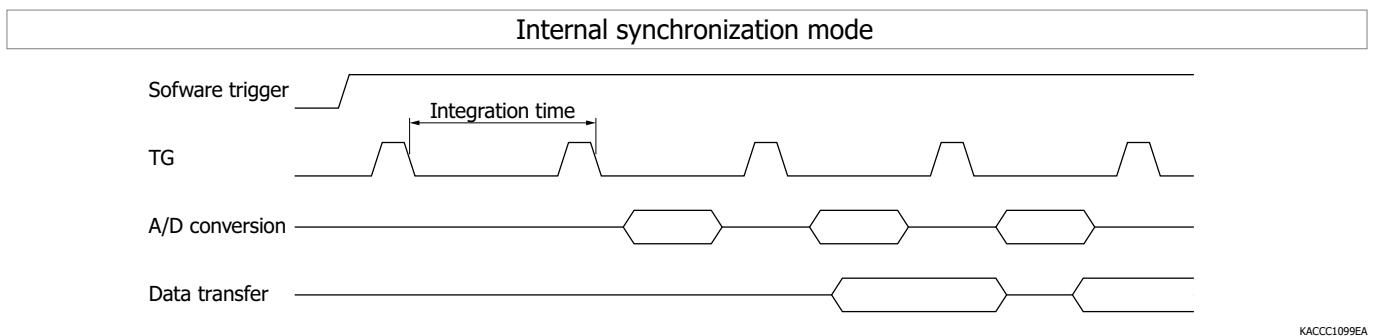 Internal synchronization mode
Sofware trigger
Integration time
TG
A/D conversion
Data transfer
KACCC1099EA